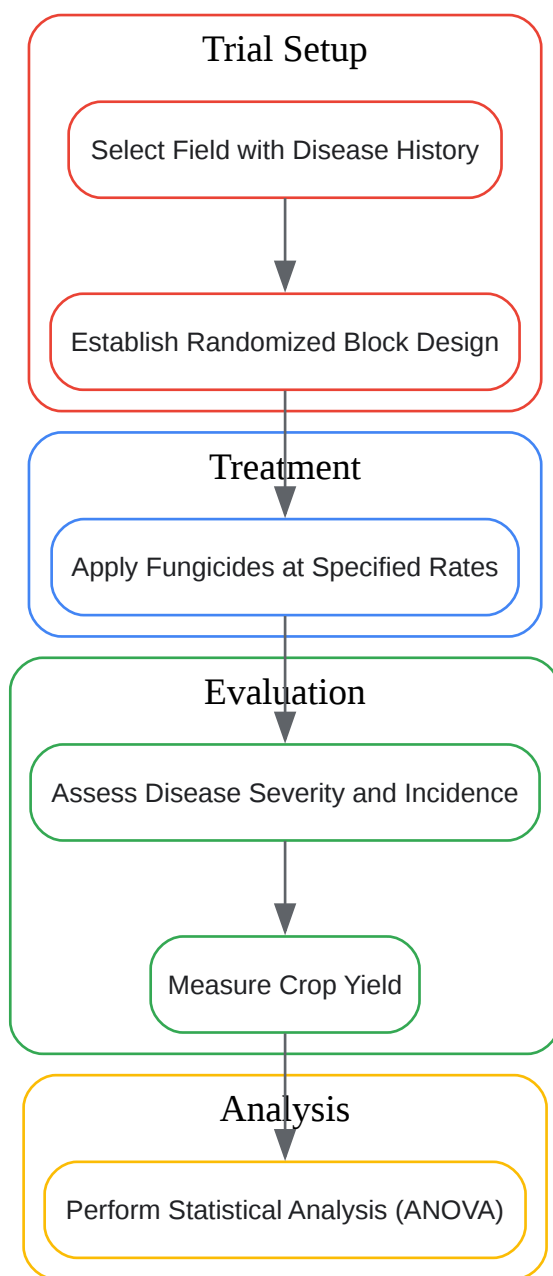 Trial Setup
Select Field with Disease History
Establish Randomized Block Design
Treatment
Apply Fungicides at Specified Rates
Evaluation
Assess Disease Severity and Incidence
Measure Crop Yield
Analysis
Perform Statistical Analysis (ANOVA)